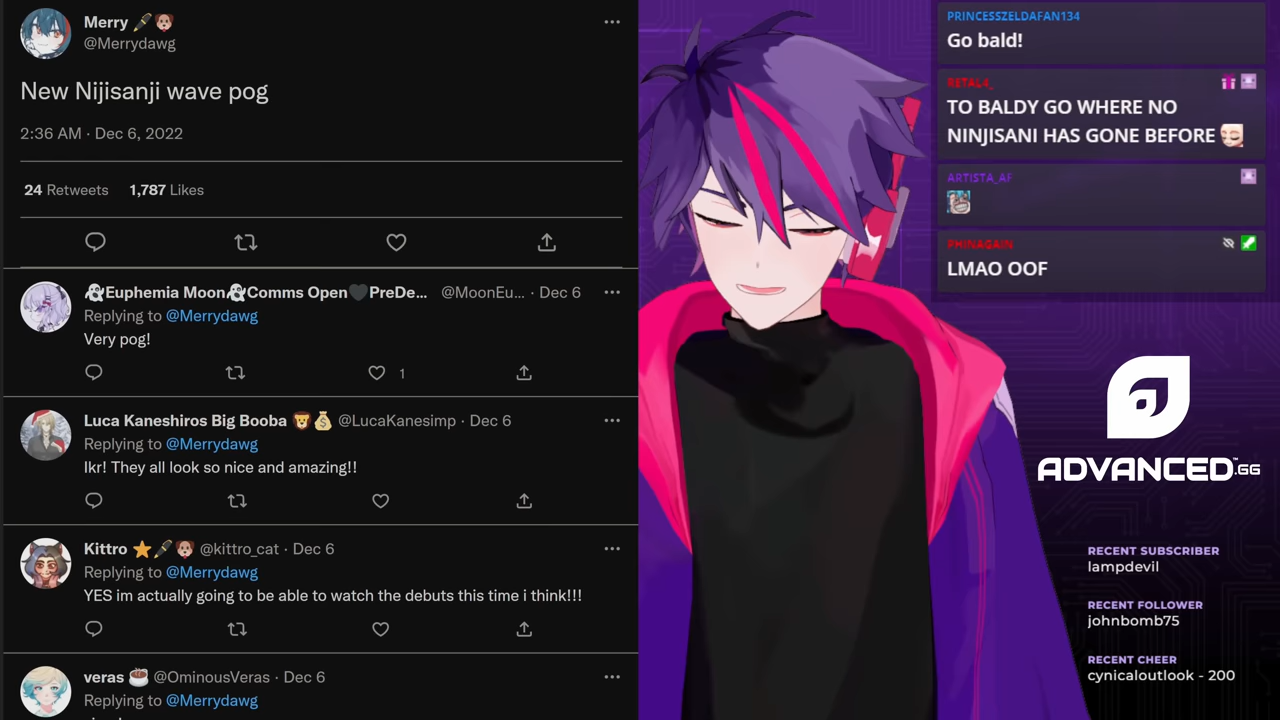 Merry 🖋️🐶
@Merrydawg
New Nijisanji wave pog
2:36 AM · Dec 6, 2022
24 Retweets 1,787 Likes
👻Euphemia Moon👻Comms Open🖤PreDe... @MoonEu... · Dec 6
Replying to @Merrydawg
Very pog!
1
Luca Kaneshiros Big Booba 🦁💰 @LucaKanesimp · Dec 6
Replying to @Merrydawg
Ikr! They all look so nice and amazing!!
Kittro ⭐🖋️🐶 @kittro_cat · Dec 6
Replying to @Merrydawg
YES im actually going to be able to watch the debuts this time i think!!!
veras ☕ @OminousVeras · Dec 6
Replying to @Merrydawg
PRINCESSZELDAFAN134
Go bald!
RETAL4_
TO BALDY GO WHERE NO
NINJISANI HAS GONE BEFORE
ARTISTA_AF
PHINAGAIN
LMAO OOF
ADVANCED™.GG
RECENT SUBSCRIBER
lampdevil
RECENT FOLLOWER
johnbomb75
RECENT CHEER
cynicaloutlook - 200